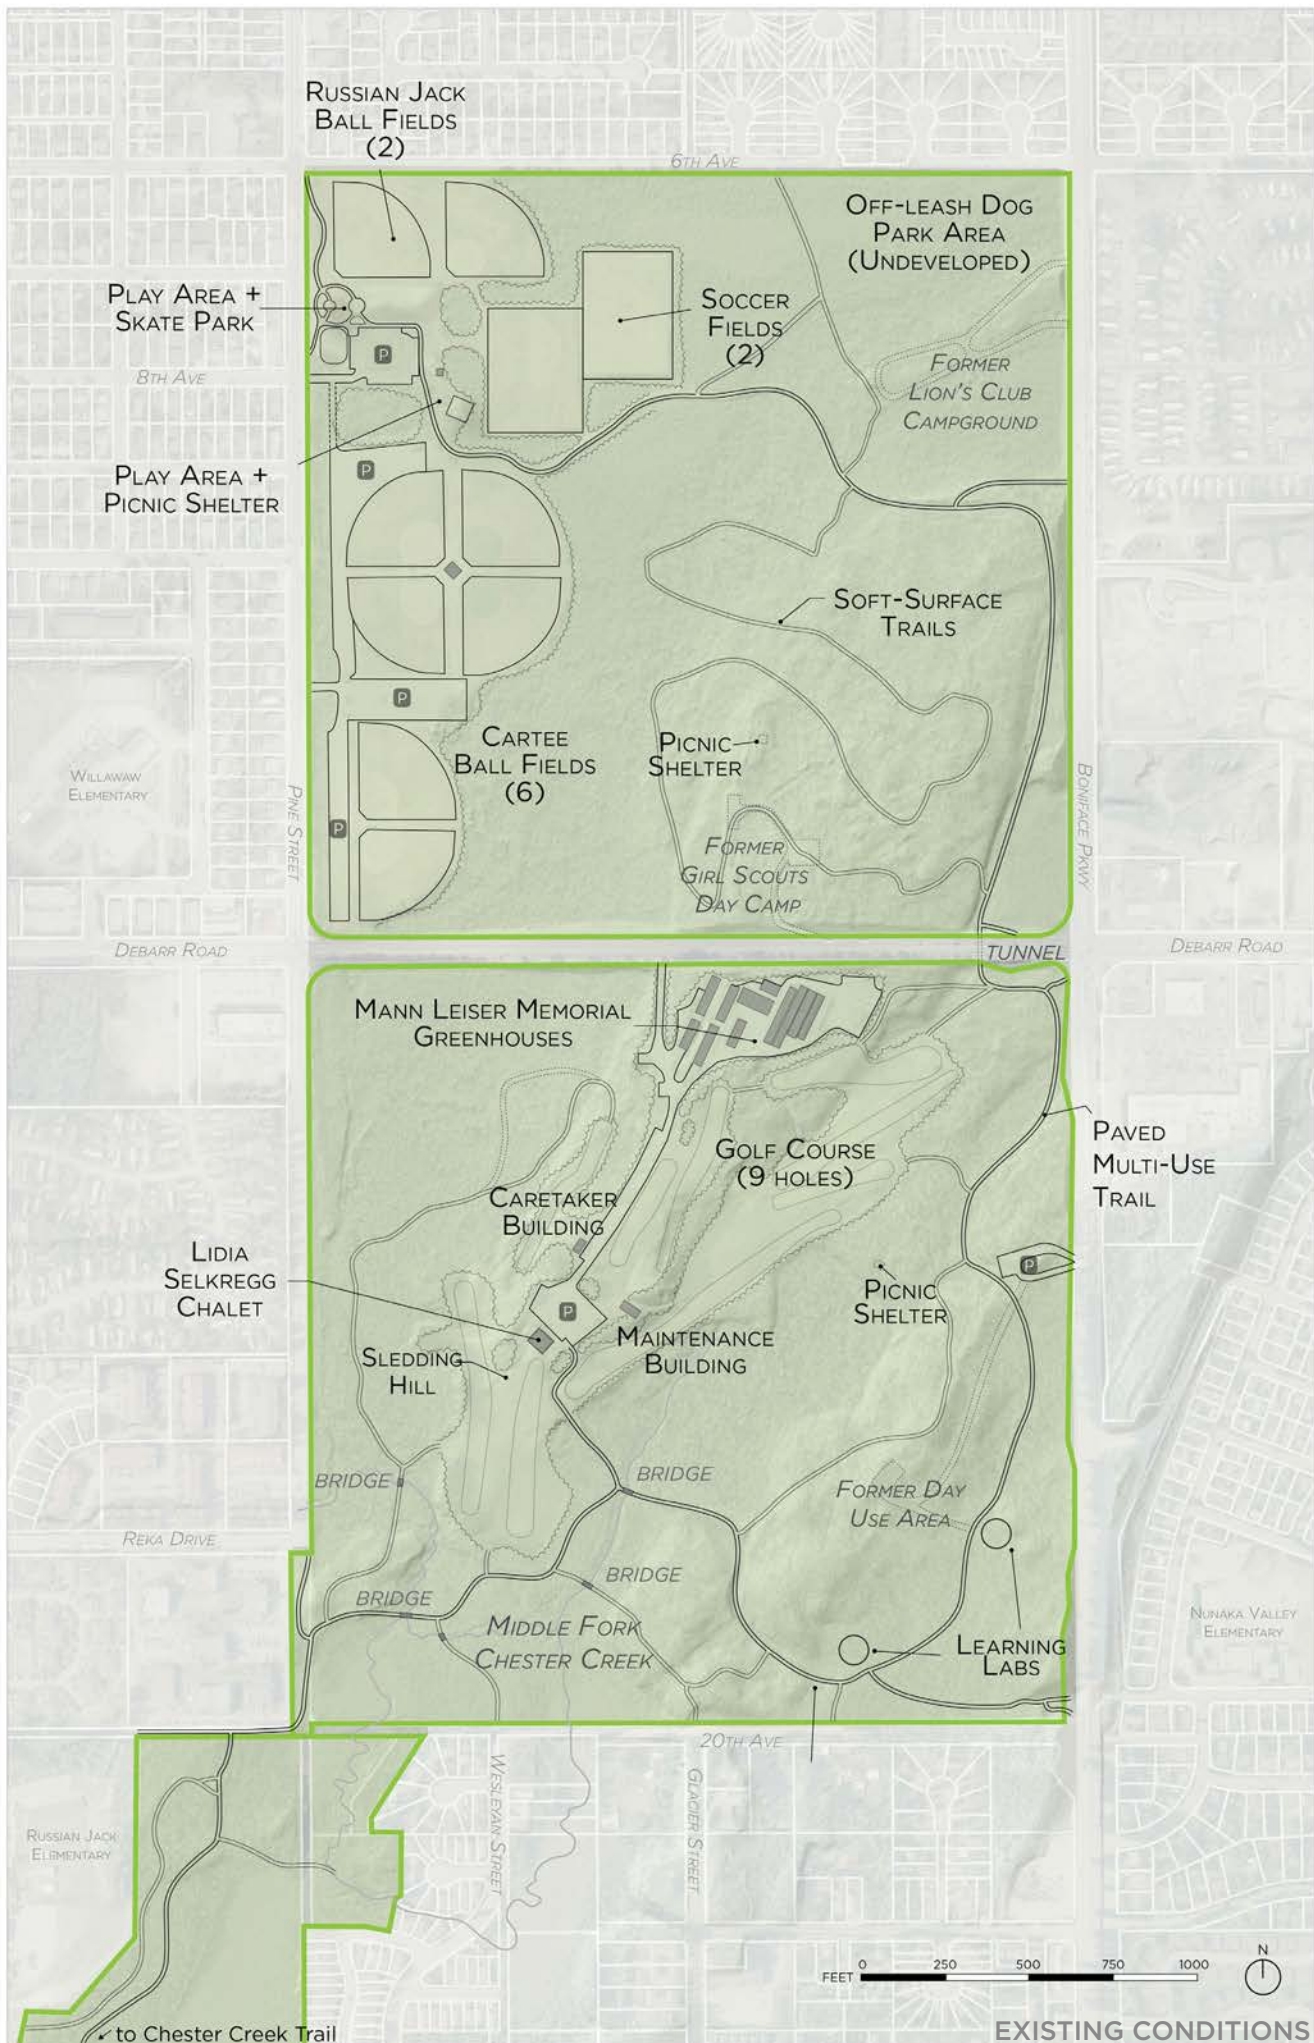 RUSSIAN JACK
BALL FIELDS
(2)
6TH AVE
OFF-LEASH DOG
PARK AREA
(UNDEVELOPED)
PLAY AREA +
SKATE PARK
SOCCER
FIELDS
(2)
P
8TH AVE
FORMER
LION'S CLUB
CAMPGROUND
PLAY AREA +
PICNIC SHELTER
P
SOFT-SURFACE
TRAILS
P
CARTEE
BALL FIELDS
(6)
PICNIC
SHELTER
WILLAWAW
ELEMENTARY
PINE STREET
BONIFACE PKWY
P
FORMER
GIRL SCOUTS
DAY CAMP
DEBARR ROAD
TUNNEL
DEBARR ROAD
MANN LEISER MEMORIAL
GREENHOUSES
PAVED
MULTI-USE
TRAIL
GOLF COURSE
(9 HOLES)
CARETAKER
BUILDING
LIDIA
SELKREGG
CHALET
P
PICNIC
SHELTER
P
MAINTENANCE
BUILDING
SLEDDING
HILL
BRIDGE
BRIDGE
FORMER DAY
USE AREA
REKA DRIVE
BRIDGE
BRIDGE
MIDDLE FORK
CHESTER CREEK
LEARNING
LABS
NUNAKA VALLEY
ELEMENTARY
20TH AVE
WESLEYAN STREET
GLACIER STREET
RUSSIAN JACK
ELEMENTARY
N
0 250 500 750 1000
FEET
to Chester Creek Trail
EXISTING CONDITIONS